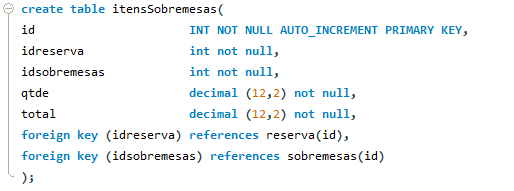 create table itensSobremesas(
id INT NOT NULL AUTO_INCREMENT PRIMARY KEY,
idreserva int not null,
idsobremesas int not null,
qtde decimal (12,2) not null,
total decimal (12,2) not null,
foreign key (idreserva) references reserva(id),
foreign key (idsobremesas) references sobremesas(id)
);